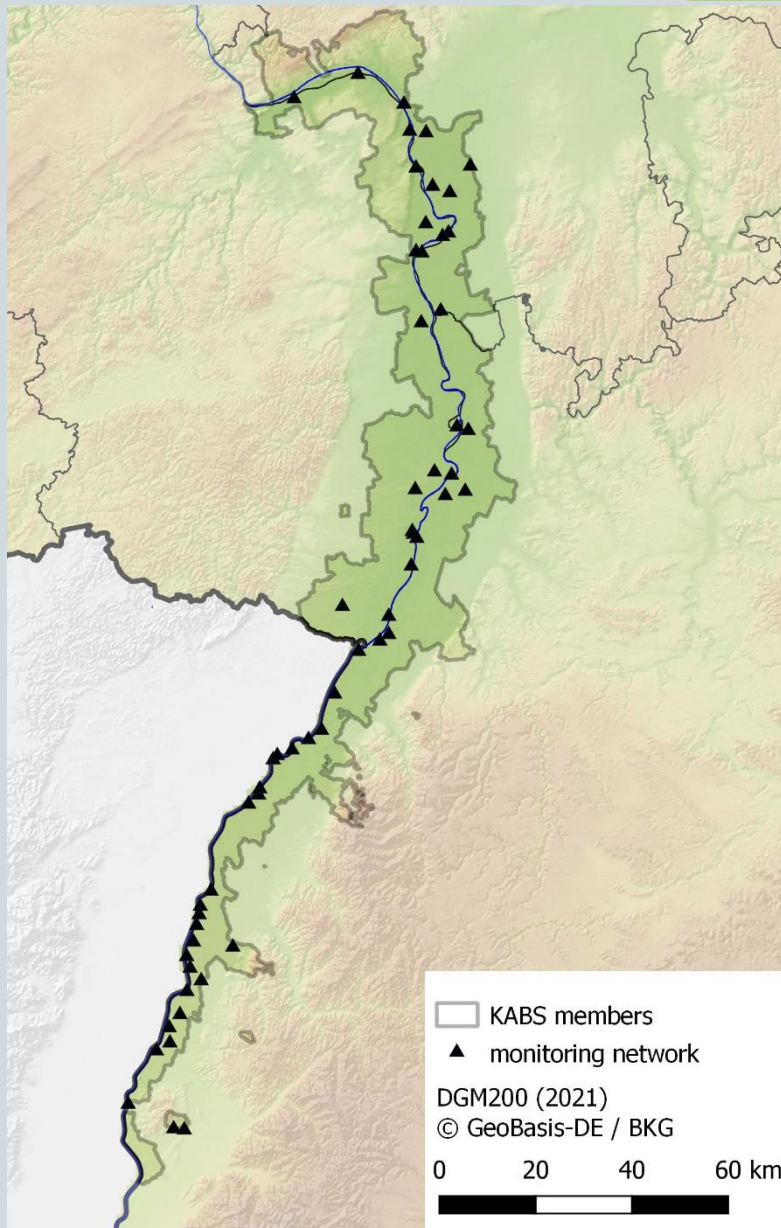 KABS members
monitoring network
DGM200 (2021)
© GeoBasis-DE / BKG
0 20 40 60 km